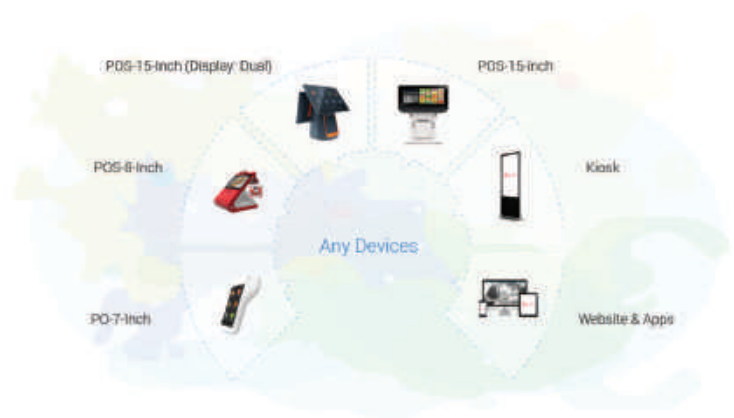 POS-15-Inch (Display: Dual)
POS-15-Inch
POS-8-Inch
Kiosk
Any Devices
PO-7-Inch
Website & Apps